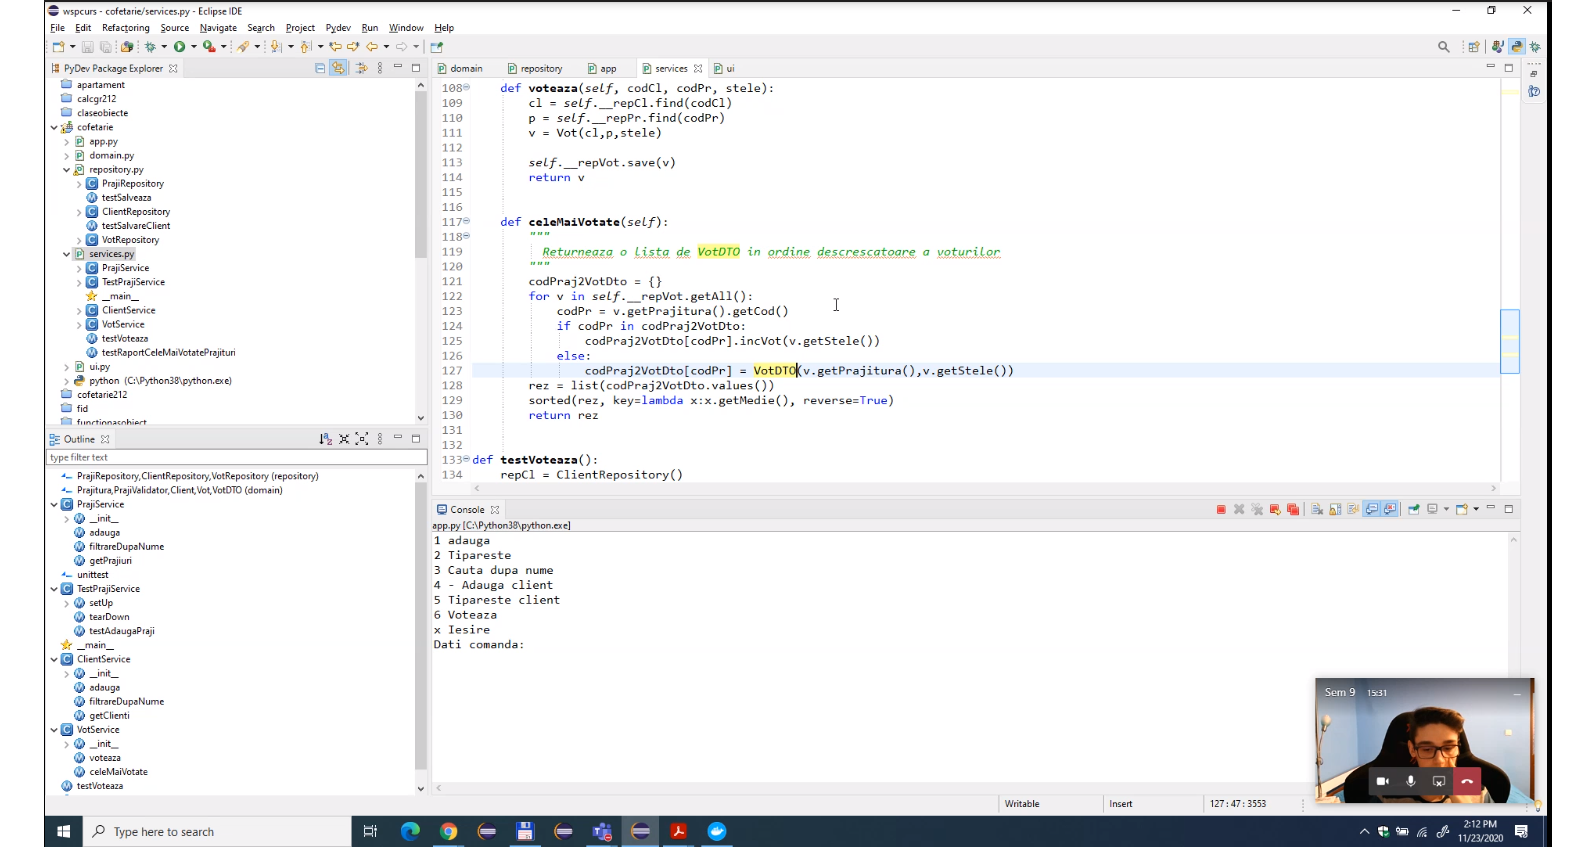 wspcurs - cofetarie/services.py - Eclipse IDE
File Edit Refactoring Source Navigate Search Project Pydev Run Window Help
PyDev Package Explorer
apartament
calcgr212
claseobiecte
cofetarie
app.py
domain.py
repository.py
PrajiRepository
testSalveaza
ClientRepository
testSalvareClient
VotRepository
services.py
PrajiService
TestPrajiService
__main__
ClientService
VotService
testVoteaza
testRaportCeleMaiVotatePrajituri
ui.py
python (C:\Python38\python.exe)
cofetarie212
fid
functionasobject
Outline
type filter text
PrajiRepository,ClientRepository,VotRepository (repository)
Prajitura,PrajiValidator,Client,Vot,VotDTO (domain)
PrajiService
__init__
adauga
filtrareDupaNume
getPrajiuri
unittest
TestPrajiService
setUp
tearDown
testAdaugaPraji
__main__
ClientService
__init__
adauga
filtrareDupaNume
getClienti
VotService
__init__
voteaza
celeMaiVotate
testVoteaza
domain repository app services ui
108 def voteaza(self, codCl, codPr, stele):
109 cl = self.__repCl.find(codCl)
110 p = self.__repPr.find(codPr)
111 v = Vot(cl,p,stele)
112
113 self.__repVot.save(v)
114 return v
115
116
117 def celeMaiVotate(self):
118 """
119 Returneaza o lista de VotDTO in ordine descrescatoare a voturilor
120 """
121 codPraj2VotDto = {}
122 for v in self.__repVot.getAll():
123 codPr = v.getPrajitura().getCod()
124 if codPr in codPraj2VotDto:
125 codPraj2VotDto[codPr].incVot(v.getStele())
126 else:
127 codPraj2VotDto[codPr] = VotDTO(v.getPrajitura(),v.getStele())
128 rez = list(codPraj2VotDto.values())
129 sorted(rez, key=lambda x:x.getMedie(), reverse=True)
130 return rez
131
132
133 def testVoteaza():
134 repCl = ClientRepository()
Console
app.py [C:\Python38\python.exe]
1 adauga
2 Tipareste
3 Cauta dupa nume
4 - Adauga client
5 Tipareste client
6 Voteaza
x Iesire
Dati comanda:
Sem 9 15:31
Writable Insert 127 : 47 : 3553
Type here to search
2:12 PM
11/23/2020